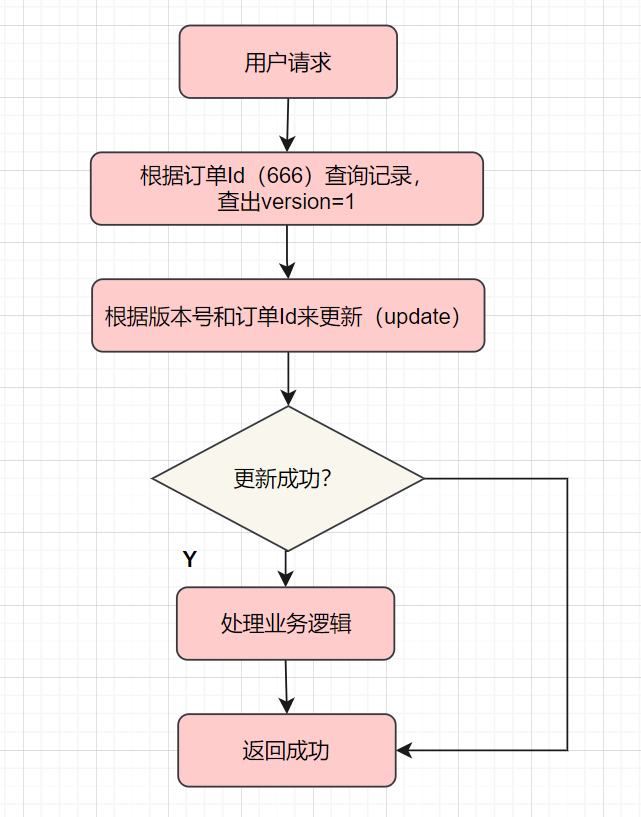 用户请求
根据订单Id（666）查询记录，
查出version=1
根据版本号和订单Id来更新（update）
更新成功？
Y
处理业务逻辑
返回成功